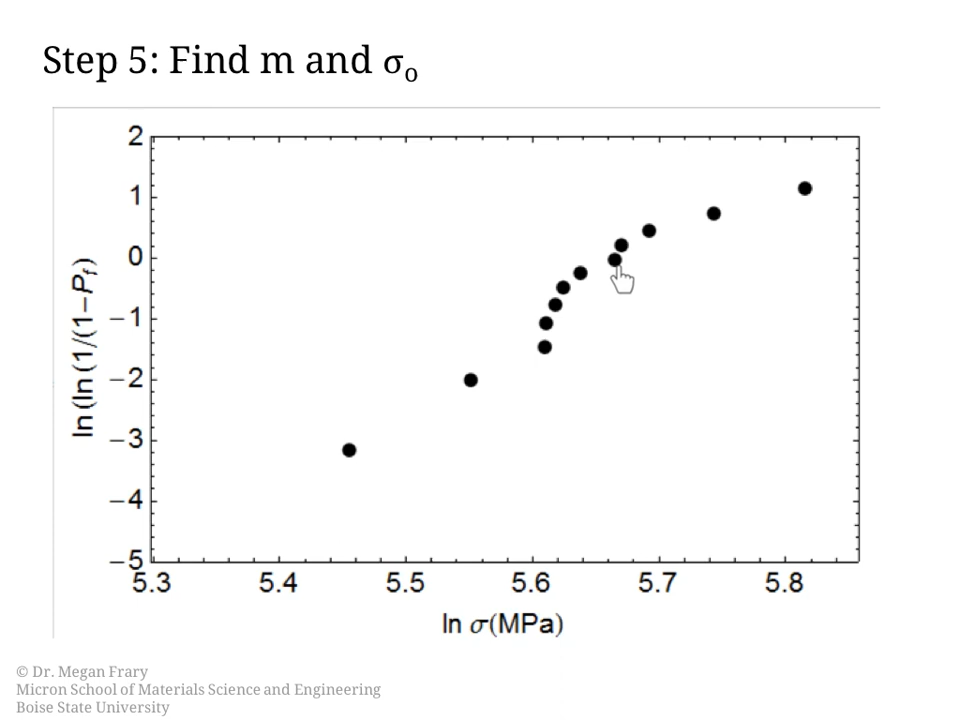 Step 5: Find m and σₒ
2
1
0
−1
−2
−3
−4
−5
ln(ln(1/(1−P_f)
5.3 5.4 5.5 5.6 5.7 5.8
ln σ(MPa)
© Dr. Megan Frary
Micron School of Materials Science and Engineering
Boise State University